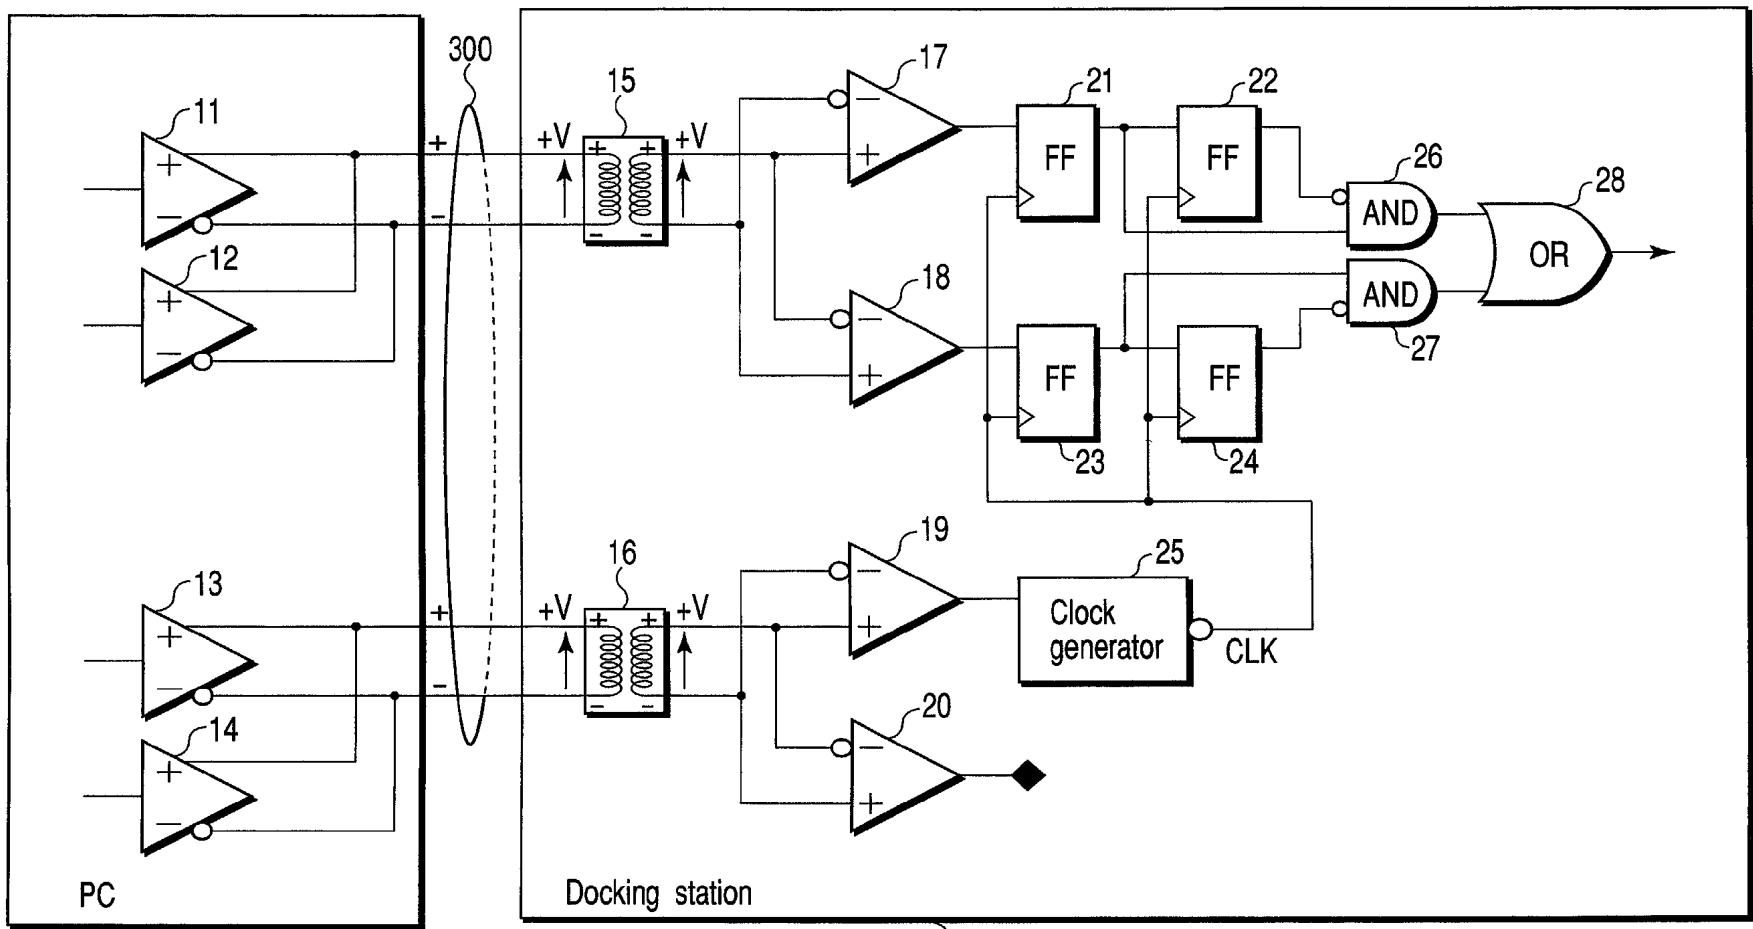 300
17
15
21
22
11
+
-
+V
+V
+
-
+
+
-
-
-
+
FF
FF
26
28
AND
OR
12
+
-
18
-
+
AND
27
FF
FF
23
24
13
+
-
16
19
25
+
-
+V
+V
+
+
-
-
-
+
Clock
generator
CLK
14
+
-
20
-
+
PC
Docking station